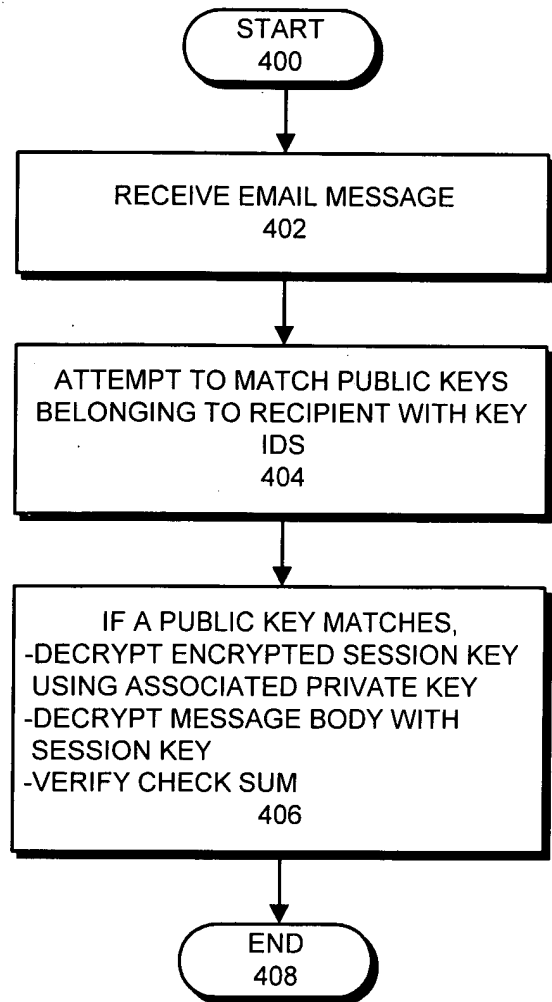 START
400
RECEIVE EMAIL MESSAGE
402
ATTEMPT TO MATCH PUBLIC KEYS
BELONGING TO RECIPIENT WITH KEY
IDS
404
IF A PUBLIC KEY MATCHES,
-DECRYPT ENCRYPTED SESSION KEY
USING ASSOCIATED PRIVATE KEY
-DECRYPT MESSAGE BODY WITH
SESSION KEY
-VERIFY CHECK SUM
406
END
408